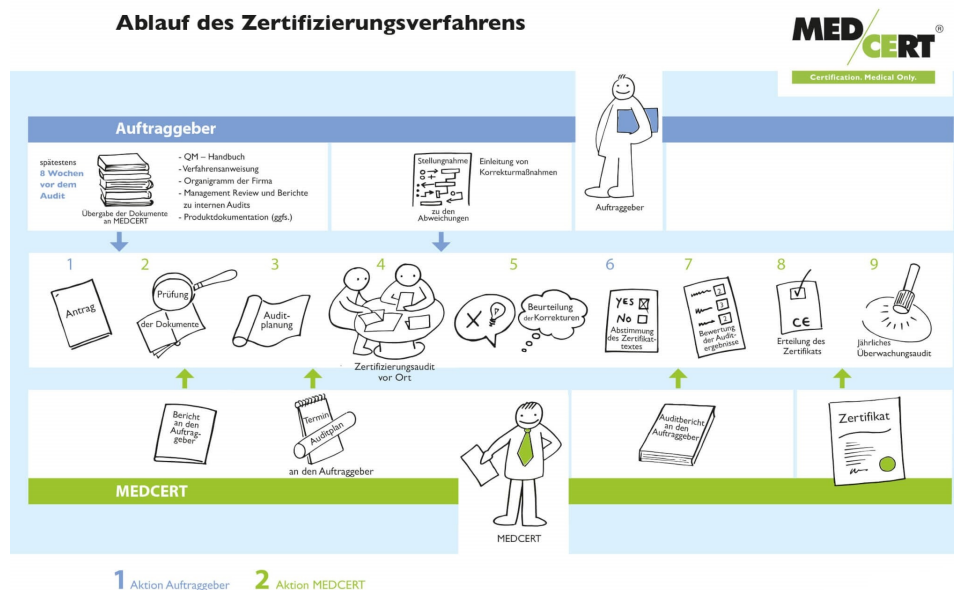 Ablauf des Zertifizierungsverfahrens
MED/CERT®
Certification. Medical Only.
Auftraggeber
spätestens
8 Wochen
vor dem
Audit
Übergabe der Dokumente
an MEDCERT
- QM – Handbuch
- Verfahrensanweisung
- Organigramm der Firma
- Management Review und Berichte
zu internen Audits
- Produktdokumentation (ggfs.)
Stellungnahme
zu den
Abweichungen
Einleitung von
Korrekturmaßnahmen
Auftraggeber
1
Antrag
2
Prüfung
der Dokumente
3
Audit-
planung
4
Zertifizierungsaudit
vor Ort
5
X
Beurteilung
der Korrekturen
6
YES
NO
Abstimmung
des Zertifikat-
textes
7
2
3
2
Bewertung
der Audit-
ergebnisse
8
CE
Erteilung des
Zertifikats
9
Jährliches
Überwachungsaudit
Bericht
an den
Auftrag-
geber
Termin
Auditplan
an den Auftraggeber
MEDCERT
Auditbericht
an den
Auftraggeber
Zertifikat
MEDCERT
1 Aktion Auftraggeber
2 Aktion MEDCERT